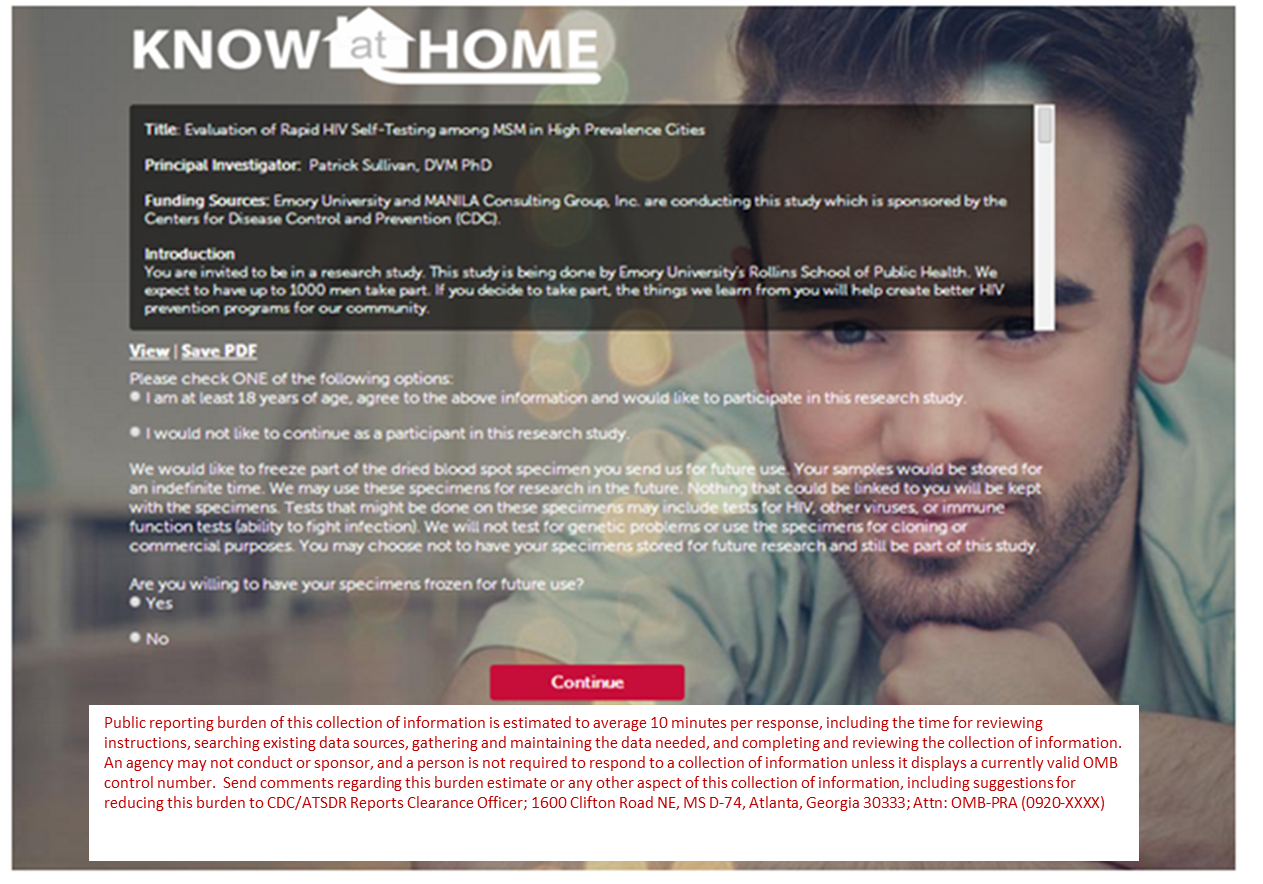 KNOW at HOME
Title: Evaluation of Rapid HIV Self-Testing among MSM in High Prevalence Cities
Principal Investigator: Patrick Sullivan, DVM PhD
Funding Sources: Emory University and MANILA Consulting Group, Inc. are conducting this study which is sponsored by the
Centers for Disease Control and Prevention (CDC).
Introduction
You are invited to be in a research study. This study is being done by Emory University's Rollins School of Public Health. We
expect to have up to 1000 men take part. If you decide to take part, the things we learn from you will help create better HIV
prevention programs for our community.
View | Save PDF
Please check ONE of the following options:
I am at least 18 years of age, agree to the above information and would like to participate in this research study.
I would not like to continue as a participant in this research study.
We would like to freeze part of the dried blood spot specimen you send us for future use. Your samples would be stored for
an indefinite time. We may use these specimens for research in the future. Nothing that could be linked to you will be kept
with the specimens. Tests that might be done on these specimens may include tests for HIV, other viruses, or immune
function tests (ability to fight infection). We will not test for genetic problems or use the specimens for cloning or
commercial purposes. You may choose not to have your specimens stored for future research and still be part of this study.
Are you willing to have your specimens frozen for future use?
Yes
No
Continue
Public reporting burden of this collection of information is estimated to average 10 minutes per response, including the time for reviewing
instructions, searching existing data sources, gathering and maintaining the data needed, and completing and reviewing the collection of information.
An agency may not conduct or sponsor, and a person is not required to respond to a collection of information unless it displays a currently valid OMB
control number.  Send comments regarding this burden estimate or any other aspect of this collection of information, including suggestions for
reducing this burden to CDC/ATSDR Reports Clearance Officer; 1600 Clifton Road NE, MS D-74, Atlanta, Georgia 30333; Attn: OMB-PRA (0920-XXXX)